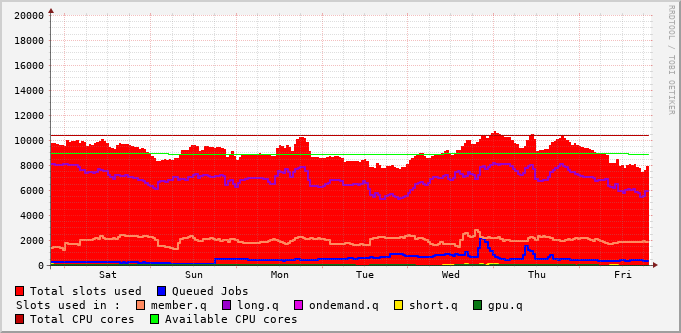 20000
18000
16000
14000
12000
10000
8000
6000
4000
2000
0
Sat Sun Mon Tue Wed Thu Fri
RRDTOOL / TOBI OETIKER
Total slots used Queued Jobs
Slots used in : member.q long.q ondemand.q short.q gpu.q
Total CPU cores Available CPU cores